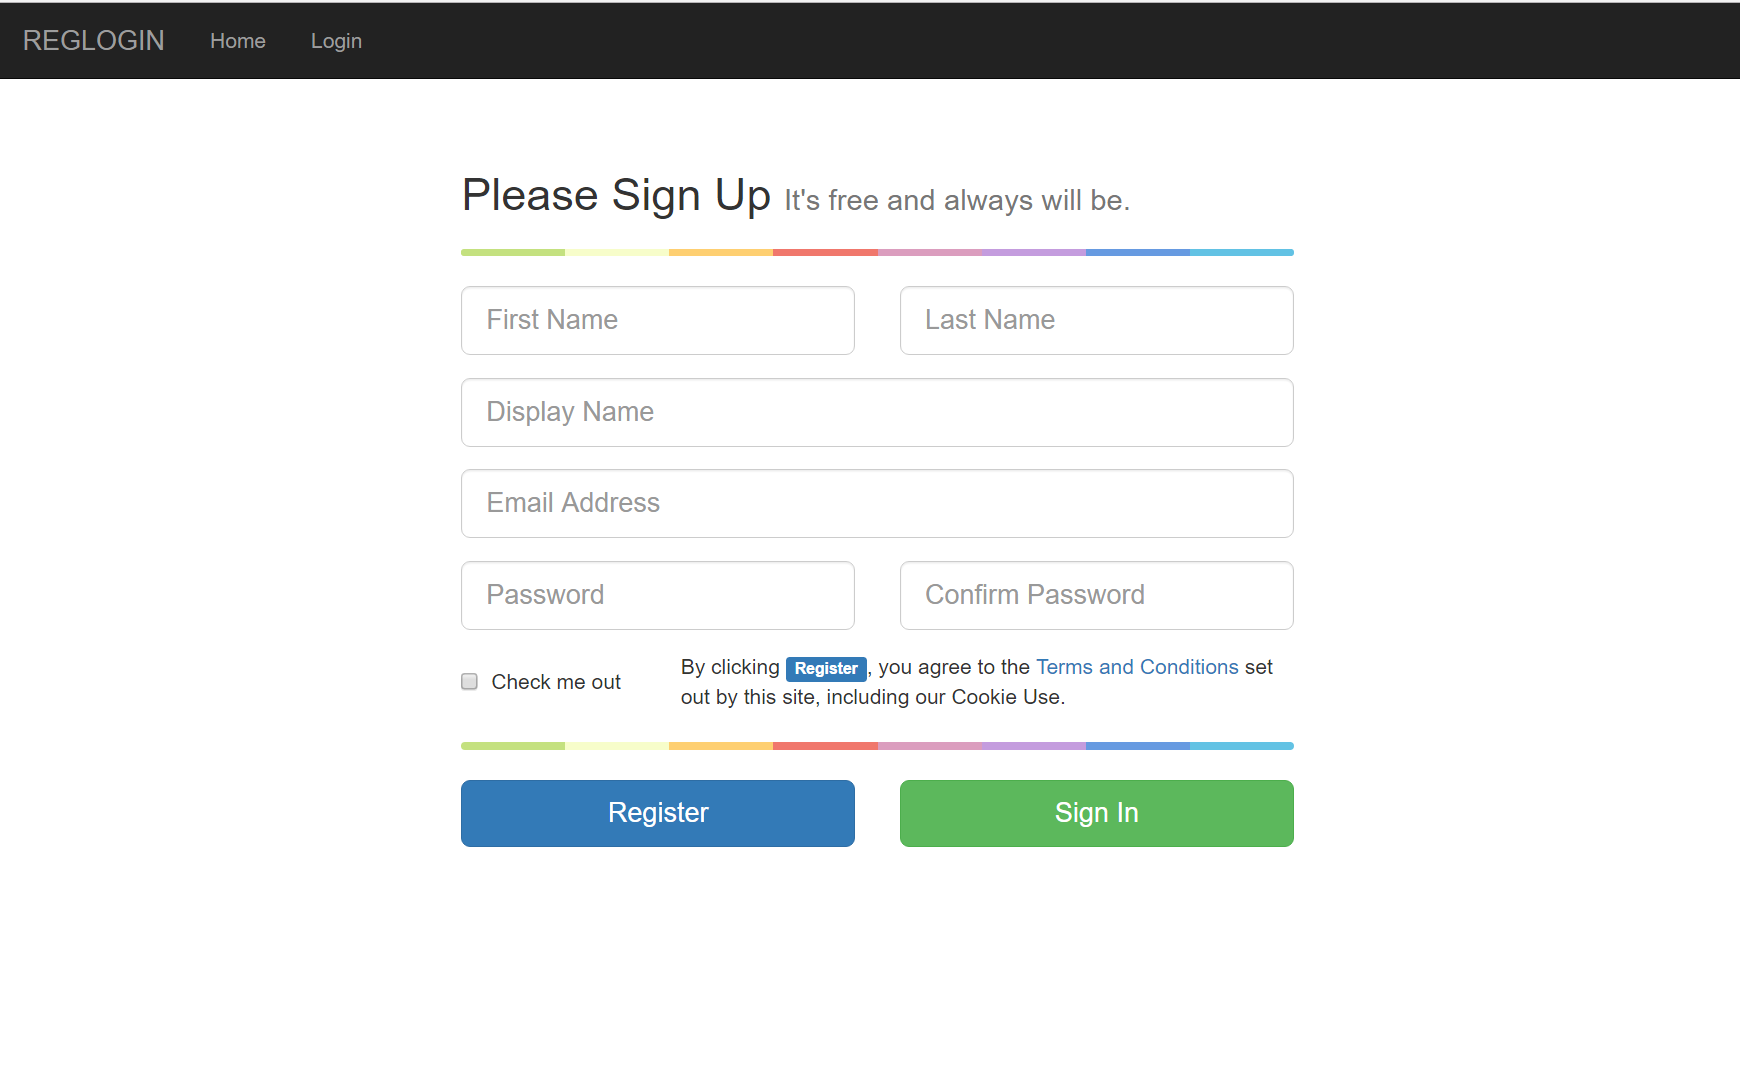 REGLOGIN Home Login
Please Sign Up It's free and always will be.
First Name Last Name
Display Name
Email Address
Password Confirm Password
Check me out
By clicking Register, you agree to the Terms and Conditions set
out by this site, including our Cookie Use.
Register Sign In